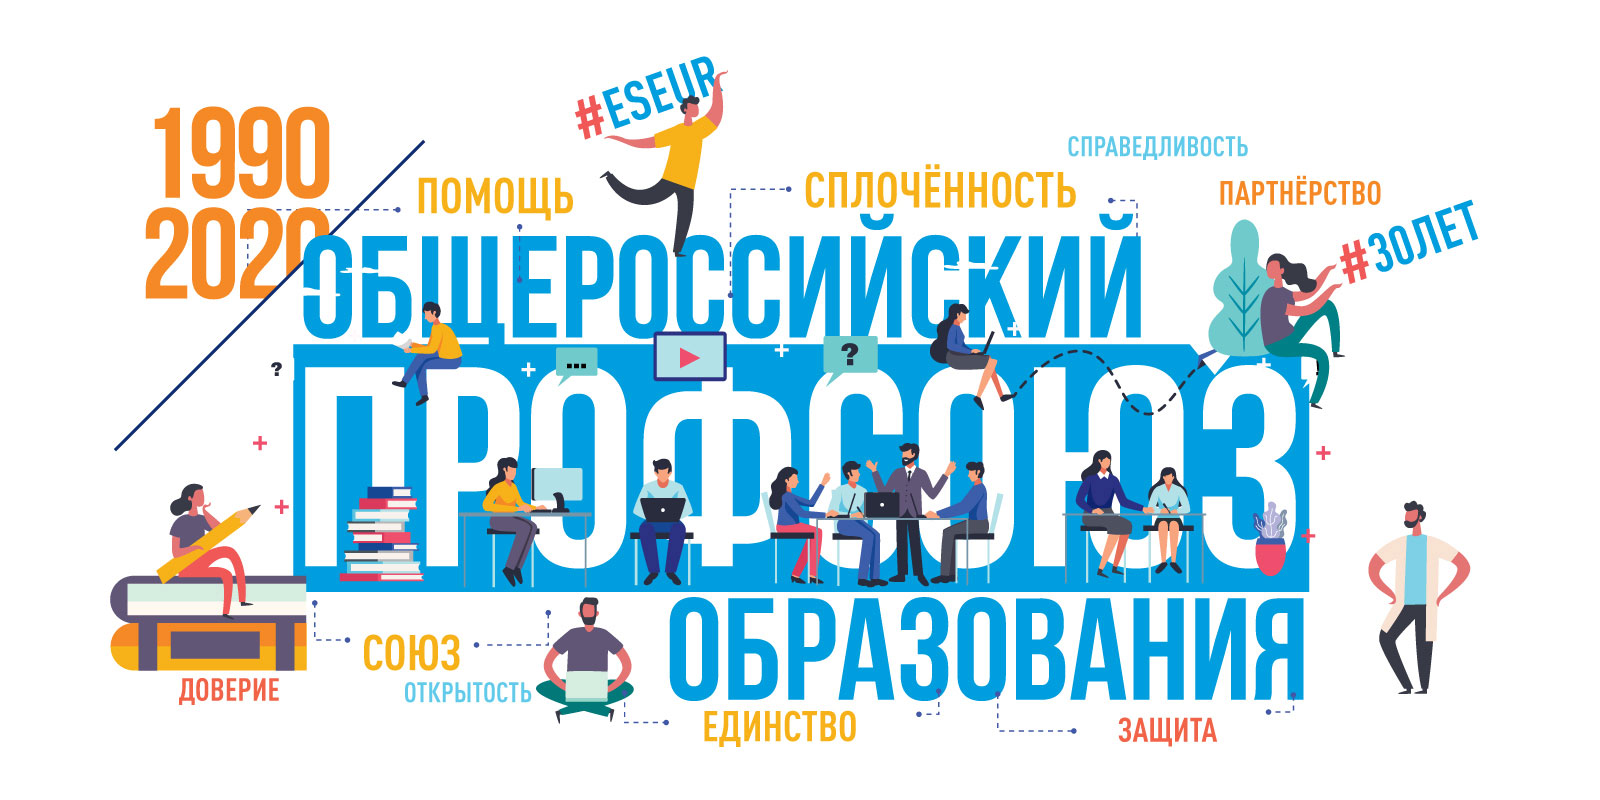 1990
2020
#ESEUR
ПОМОЩЬ
СПЛОЧЁННОСТЬ
СПРАВЕДЛИВОСТЬ
ПАРТНЁРСТВО
#30ЛЕТ
ОБЩЕРОССИЙСКИЙ
ПРОФСОЮЗ
ОБРАЗОВАНИЯ
?
...
?
СОЮЗ
ДОВЕРИЕ
ОТКРЫТОСТЬ
ЕДИНСТВО
ЗАЩИТА